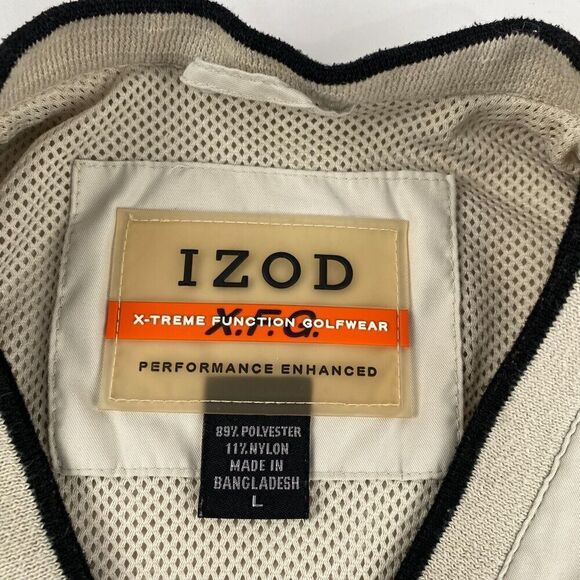 IZOD
X-TREME FUNCTION GOLFWEAR
X.F.G.
PERFORMANCE ENHANCED
89% POLYESTER
11% NYLON
MADE IN
BANGLADESH
L